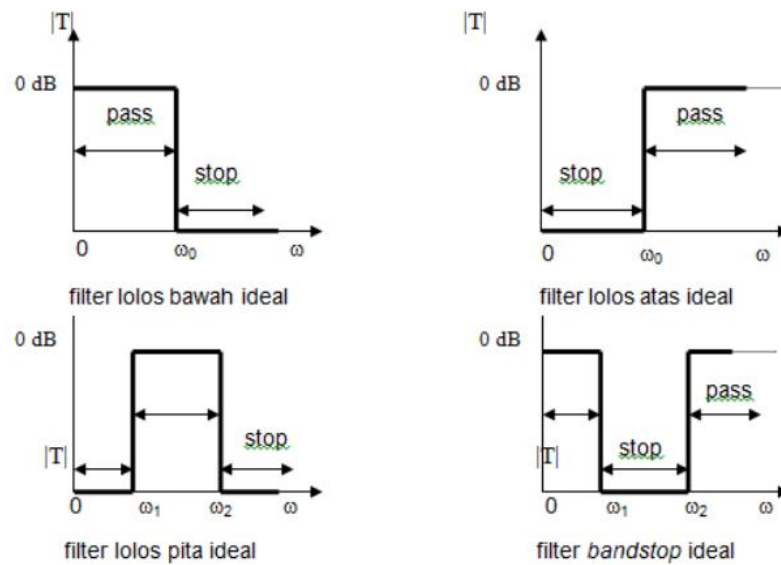 |T|
0 dB
pass
stop
0 ω₀ ω
filter lolos bawah ideal
|T|
0 dB
pass
stop
0 ω₀ ω
filter lolos atas ideal
0 dB
stop
|T|
0 ω₁ ω₂ ω
filter lolos pita ideal
0 dB
pass
|T| stop
0 ω₁ ω₂ ω
filter bandstop ideal